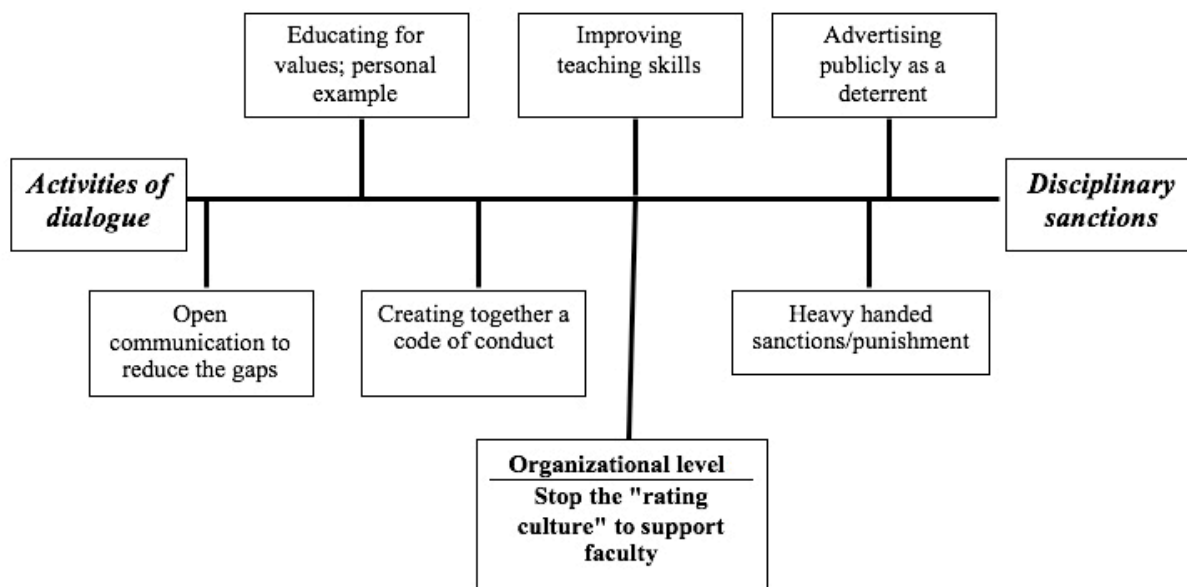 Educating for
values; personal
example
Improving
teaching skills
Advertising
publicly as a
deterrent
Activities of
dialogue
Disciplinary
sanctions
Open
communication to
reduce the gaps
Creating together a
code of conduct
Heavy handed
sanctions/punishment
Organizational level
Stop the "rating
culture" to support
faculty